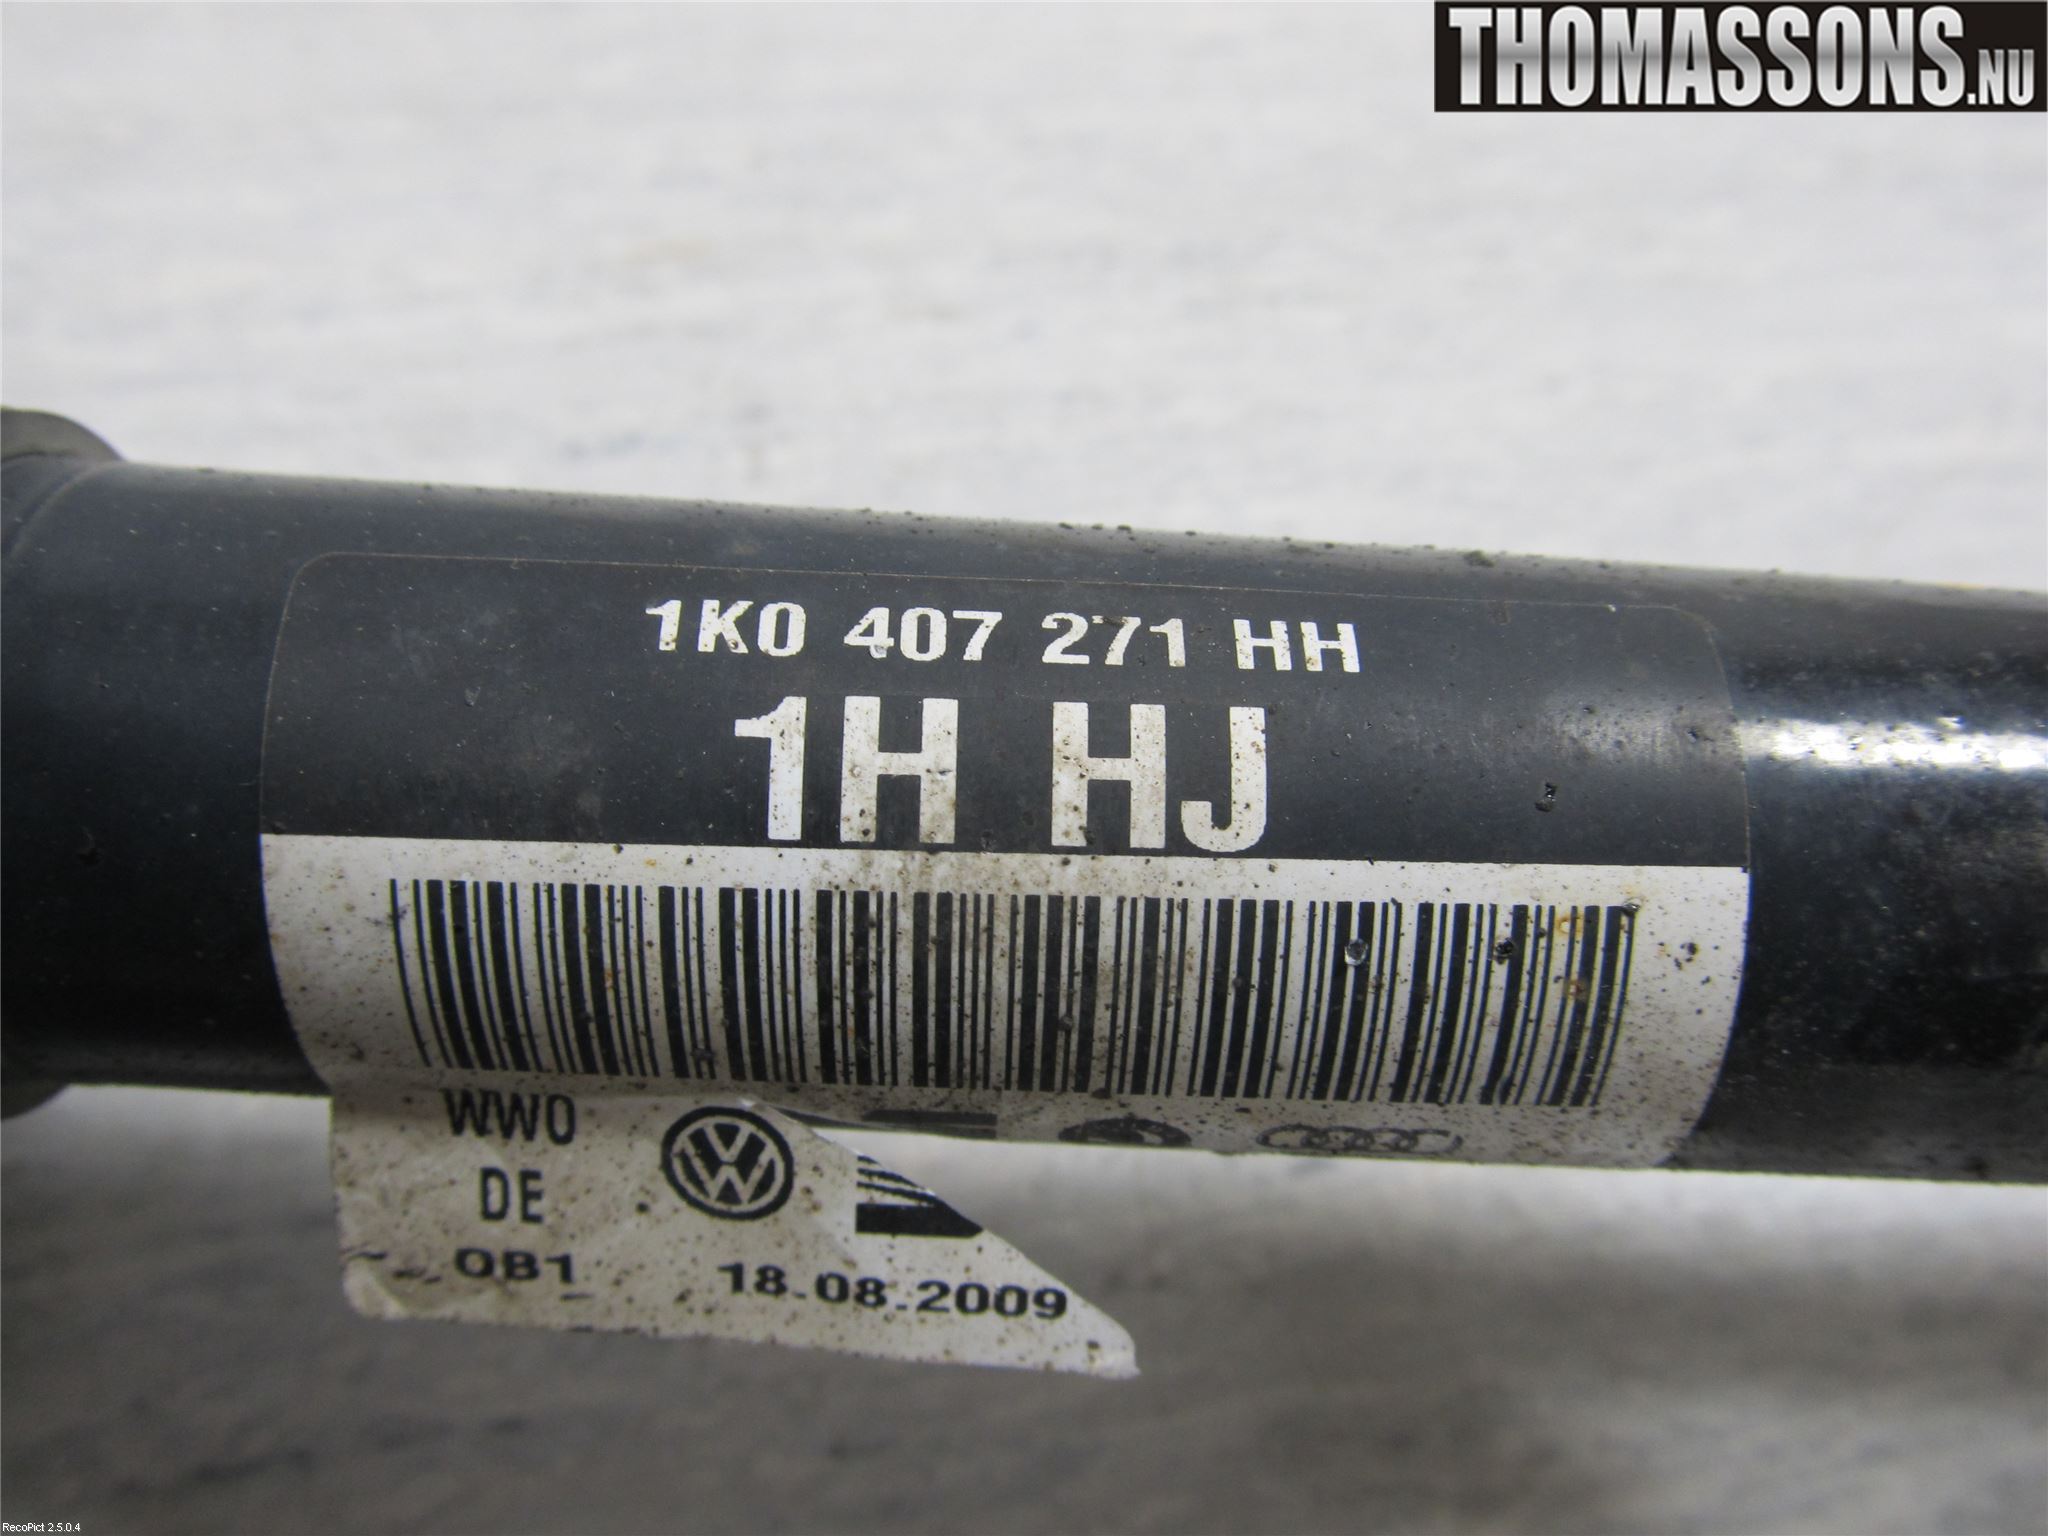 THOMASSONS.NU
1K0 407 271 HH
1H HJ
WWO
DE
OB1 18.08.2009
RecoPict 2.5.0.4